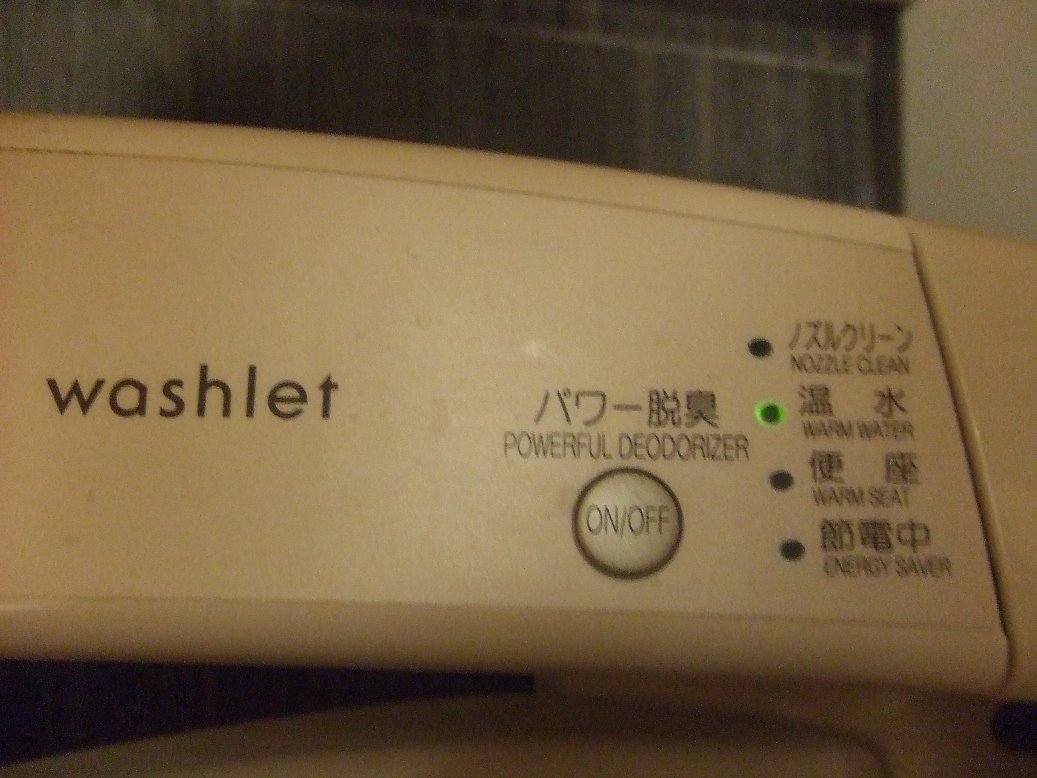 washlet
パワー脱臭
POWERFUL DEODORIZER
ON/OFF
ノズルクリーン
NOZZLE CLEAN
温 水
WARM WATER
便 座
WARM SEAT
節電中
ENERGY SAVER